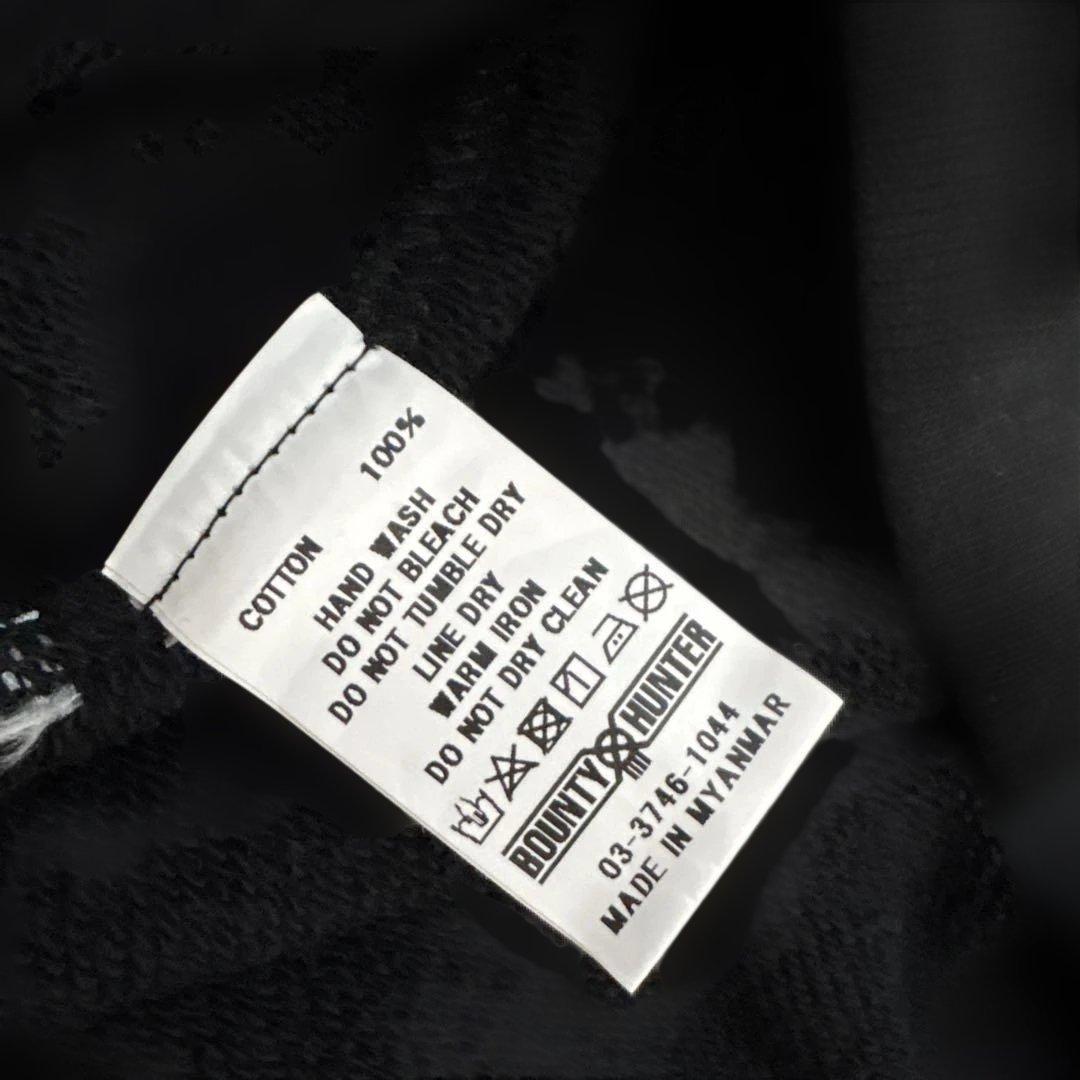 COTTON 100%
HAND WASH
DO NOT BLEACH
DO NOT TUMBLE DRY
LINE DRY
WARM IRON
DO NOT DRY CLEAN
BOUNTY HUNTER
03-3746-1044
MADE IN MYANMAR